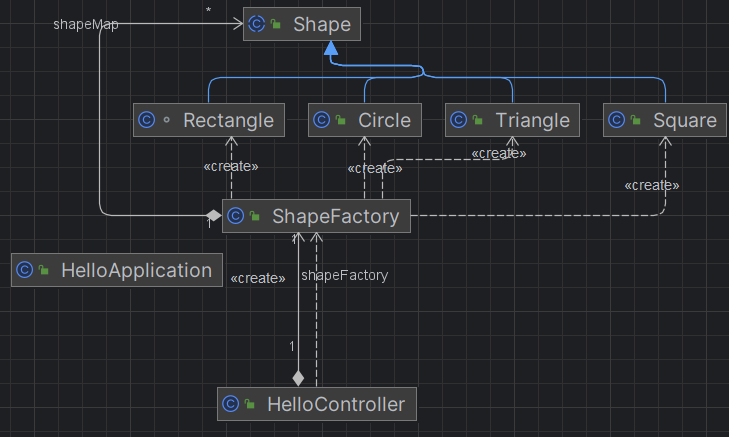 *
shapeMap
Shape
Rectangle
Circle
Triangle
Square
«create»
«create»
«create»
«create»
ShapeFactory
1
1
HelloApplication
«create»
shapeFactory
1
HelloController